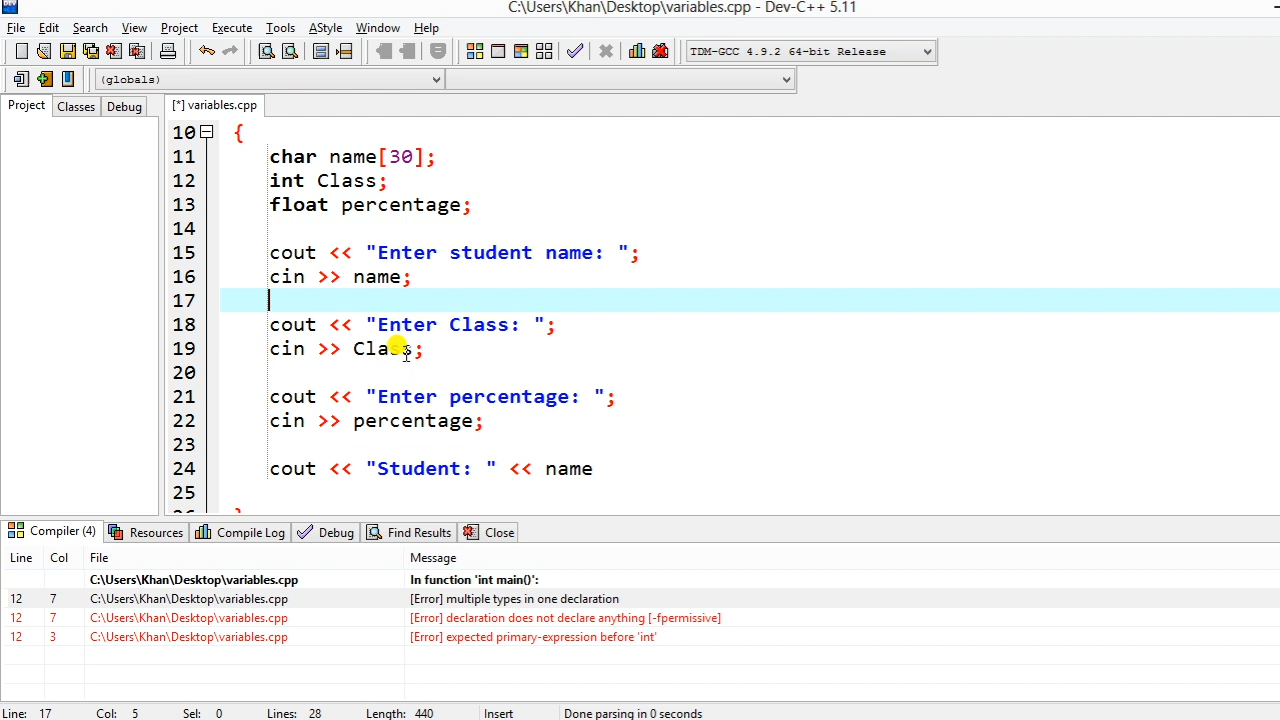 C:\Users\Khan\Desktop\variables.cpp - Dev-C++ 5.11
File Edit Search View Project Execute Tools AStyle Window Help
TDM-GCC 4.9.2 64-bit Release
(globals)
Project Classes Debug [*] variables.cpp
10 {
11 char name[30];
12 int Class;
13 float percentage;
14
15 cout << "Enter student name: ";
16 cin >> name;
17
18 cout << "Enter Class: ";
19 cin >> Class;
20
21 cout << "Enter percentage: ";
22 cin >> percentage;
23
24 cout << "Student: " << name
25
Compiler (4) Resources Compile Log Debug Find Results Close
Line Col File Message
C:\Users\Khan\Desktop\variables.cpp In function 'int main()':
12 7 C:\Users\Khan\Desktop\variables.cpp [Error] multiple types in one declaration
12 7 C:\Users\Khan\Desktop\variables.cpp [Error] declaration does not declare anything [-fpermissive]
12 3 C:\Users\Khan\Desktop\variables.cpp [Error] expected primary-expression before 'int'
Line: 17 Col: 5 Sel: 0 Lines: 28 Length: 440 Insert Done parsing in 0 seconds